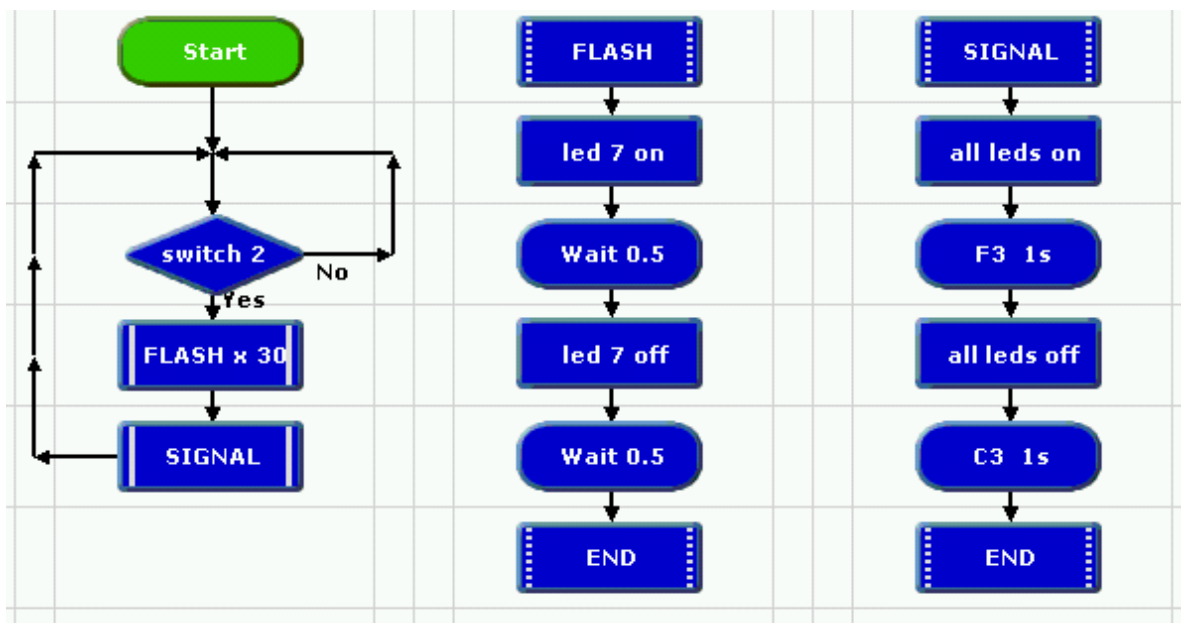 Start
switch 2
No
Yes
FLASH x 30
SIGNAL
FLASH
led 7 on
Wait 0.5
led 7 off
Wait 0.5
END
SIGNAL
all leds on
F3 1s
all leds off
C3 1s
END